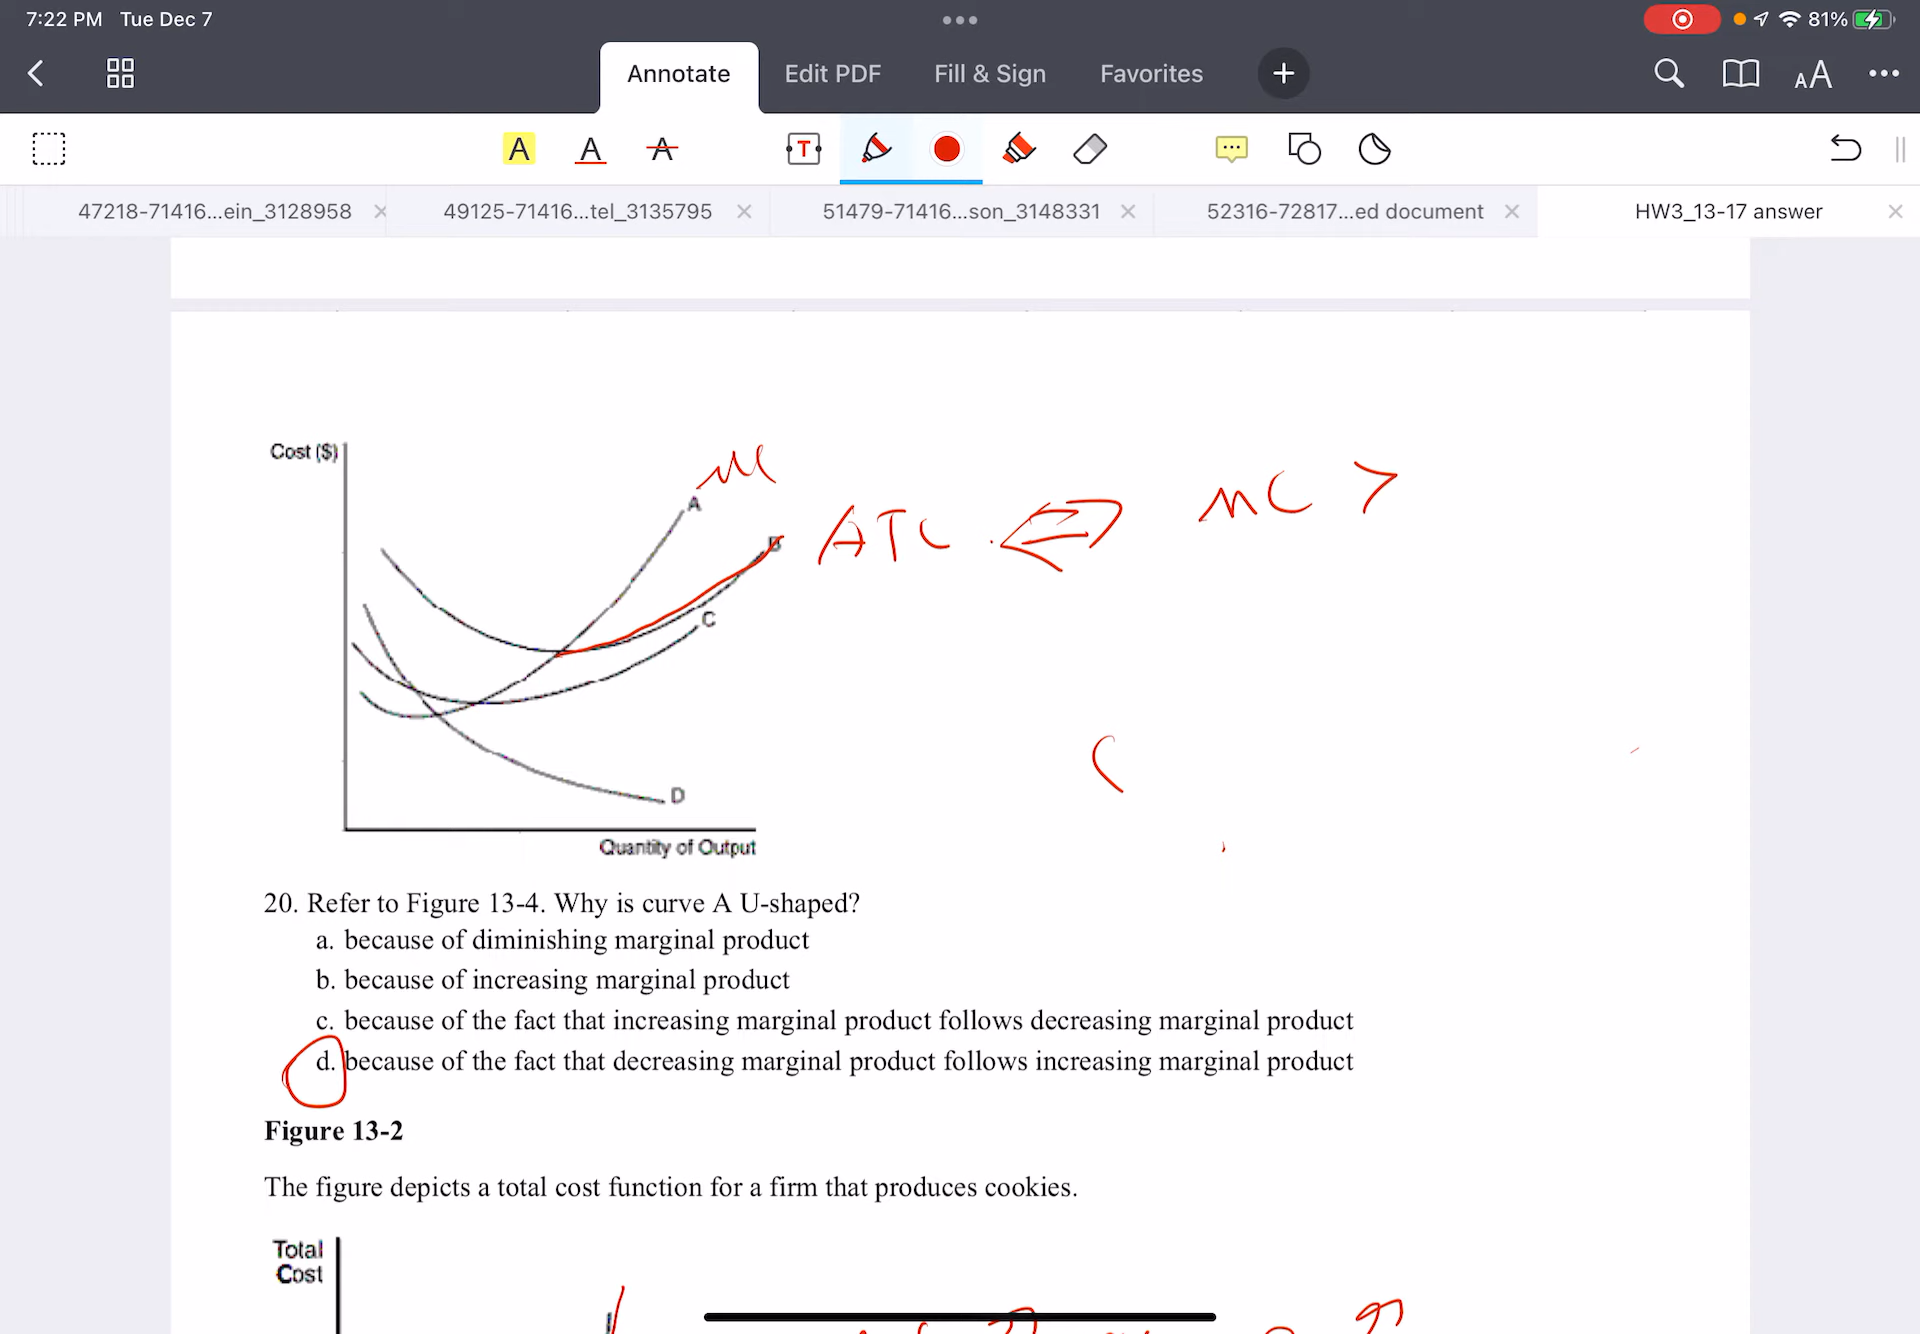 7:22 PM Tue Dec 7
81%
Annotate
Edit PDF
Fill & Sign
Favorites
AA
A A A T
47218-71416...ein_3128958
49125-71416...tel_3135795
51479-71416...son_3148331
52316-72817...ed document
HW3_13-17 answer
Cost ($)
A
ATC
MC >
B
C
D
Quantity of Output
20. Refer to Figure 13-4. Why is curve A U-shaped?
a. because of diminishing marginal product
b. because of increasing marginal product
c. because of the fact that increasing marginal product follows decreasing marginal product
d. because of the fact that decreasing marginal product follows increasing marginal product
Figure 13-2
The figure depicts a total cost function for a firm that produces cookies.
Total
Cost